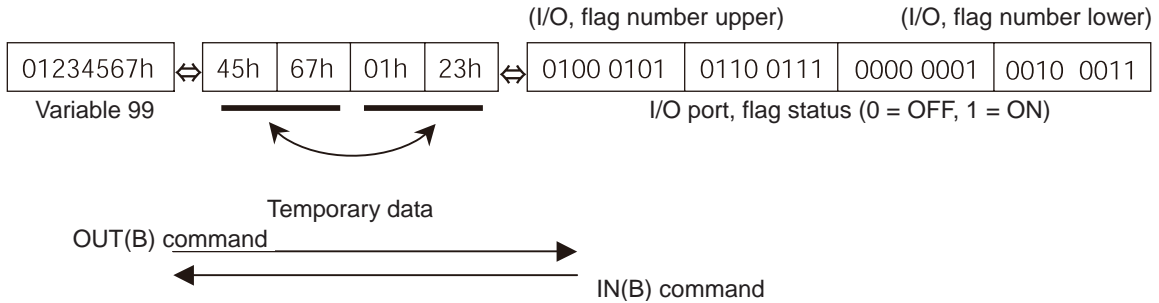 (I/O, flag number upper) (I/O, flag number lower)
01234567h ⇔ 45h 67h 01h 23h ⇔ 0100 0101 0110 0111 0000 0001 0010 0011
Variable 99 I/O port, flag status (0 = OFF, 1 = ON)
Temporary data
OUT(B) command
IN(B) command